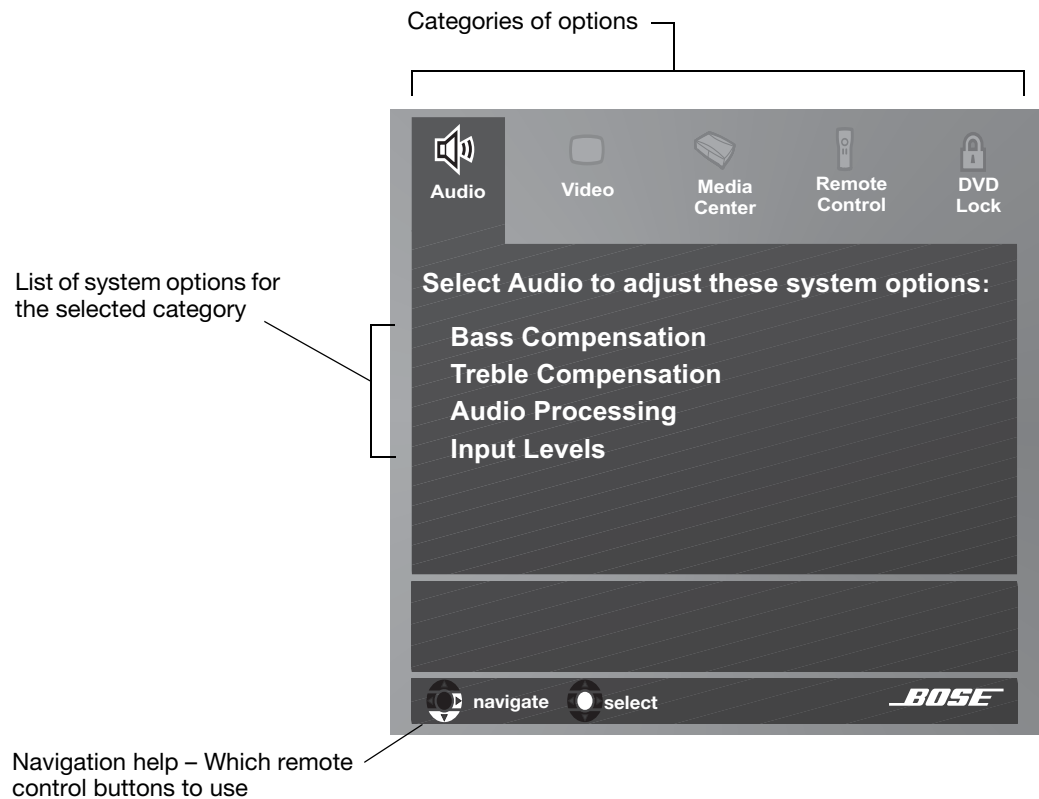 Categories of options
Audio
Video
Media
Center
Remote
Control
DVD
Lock
List of system options for
the selected category
Select Audio to adjust these system options:
Bass Compensation
Treble Compensation
Audio Processing
Input Levels
navigate
select
BOSE
Navigation help – Which remote
control buttons to use